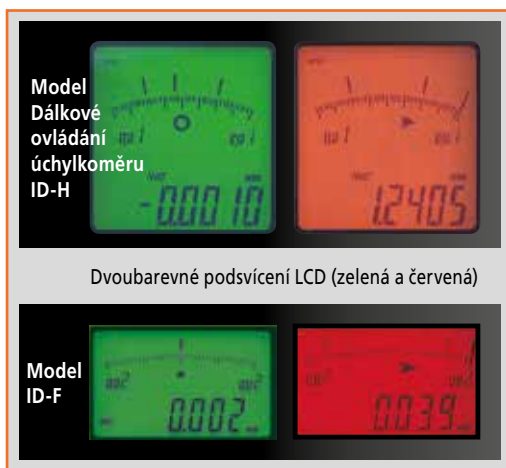 Model
Dálkové
ovládání
úchylkoměru
ID-H
-0.0010
1.2405
Dvoubarevné podsvícení LCD (zelená a červená)
Model
ID-F
0.002
0.039